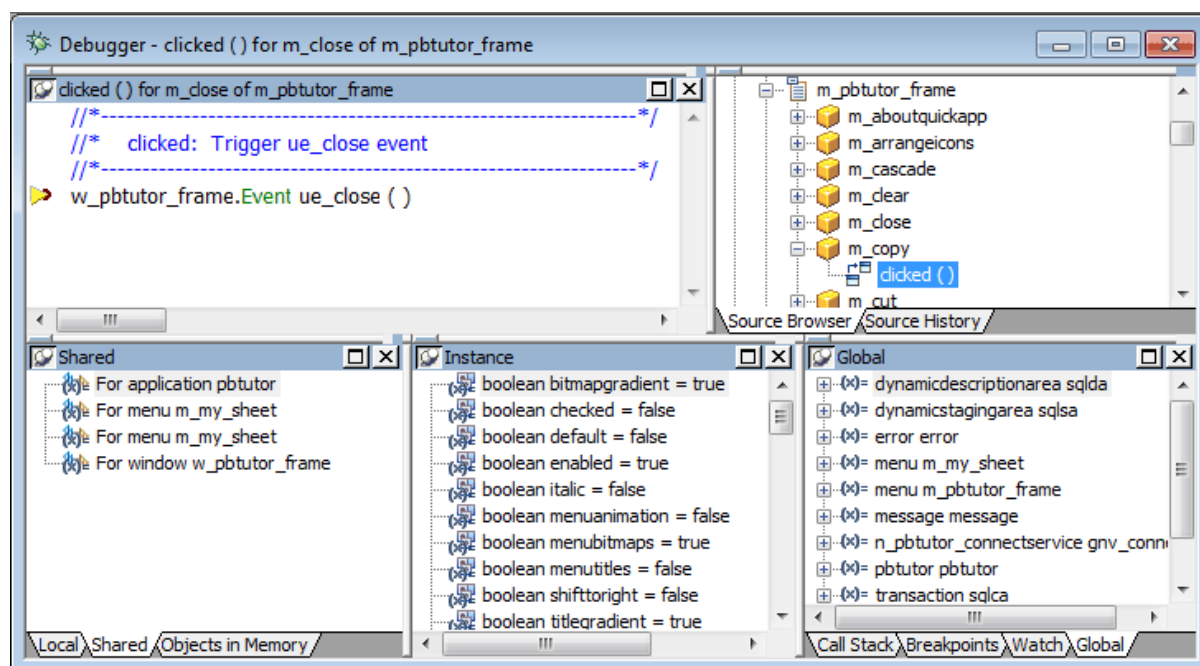 Debugger - clicked ( ) for m_close of m_pbtutor_frame
clicked ( ) for m_close of m_pbtutor_frame
//*-----------------------------------------------------------------*/
//* clicked: Trigger ue_close event
//*-----------------------------------------------------------------*/
w_pbtutor_frame.Event ue_close ( )
m_pbtutor_frame
m_aboutquickapp
m_arrangeicons
m_cascade
m_clear
m_close
m_copy
clicked ( )
m_cut
Source Browser Source History
Shared
For application pbtutor
For menu m_my_sheet
For menu m_my_sheet
For window w_pbtutor_frame
Local Shared Objects in Memory
Instance
boolean bitmapgradient = true
boolean checked = false
boolean default = false
boolean enabled = true
boolean italic = false
boolean menuanimation = false
boolean menubitmaps = true
boolean menutitles = false
boolean shifttoright = false
boolean titlegradient = true
Global
(x)= dynamicdescriptionarea sqlda
(x)= dynamicstagingarea sqlsa
(x)= error error
(x)= menu m_my_sheet
(x)= menu m_pbtutor_frame
(x)= message message
(x)= n_pbtutor_connectservice gnv_conn
(x)= pbtutor pbtutor
(x)= transaction sqlca
Call Stack Breakpoints Watch Global